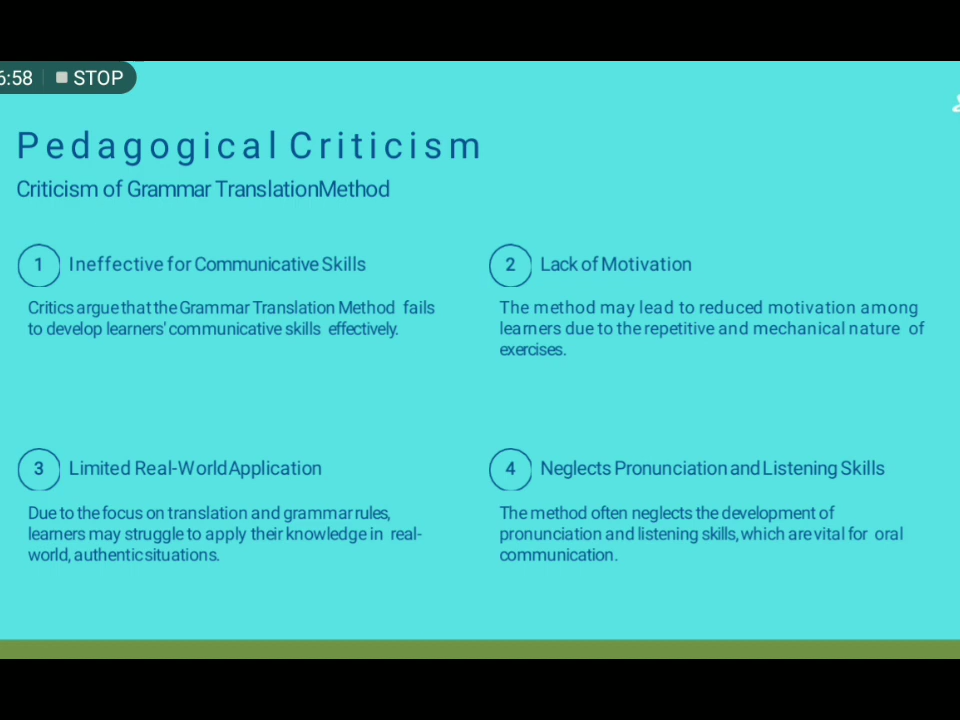 6:58 STOP
Pedagogical Criticism
Criticism of Grammar TranslationMethod
1 Ineffective for Communicative Skills
Critics argue that the Grammar Translation Method fails
to develop learners' communicative skills effectively.
2 Lack of Motivation
The method may lead to reduced motivation among
learners due to the repetitive and mechanical nature of
exercises.
3 Limited Real-World Application
Due to the focus on translation and grammar rules,
learners may struggle to apply their knowledge in real-
world, authentic situations.
4 Neglects Pronunciation and Listening Skills
The method often neglects the development of
pronunciation and listening skills, which are vital for oral
communication.